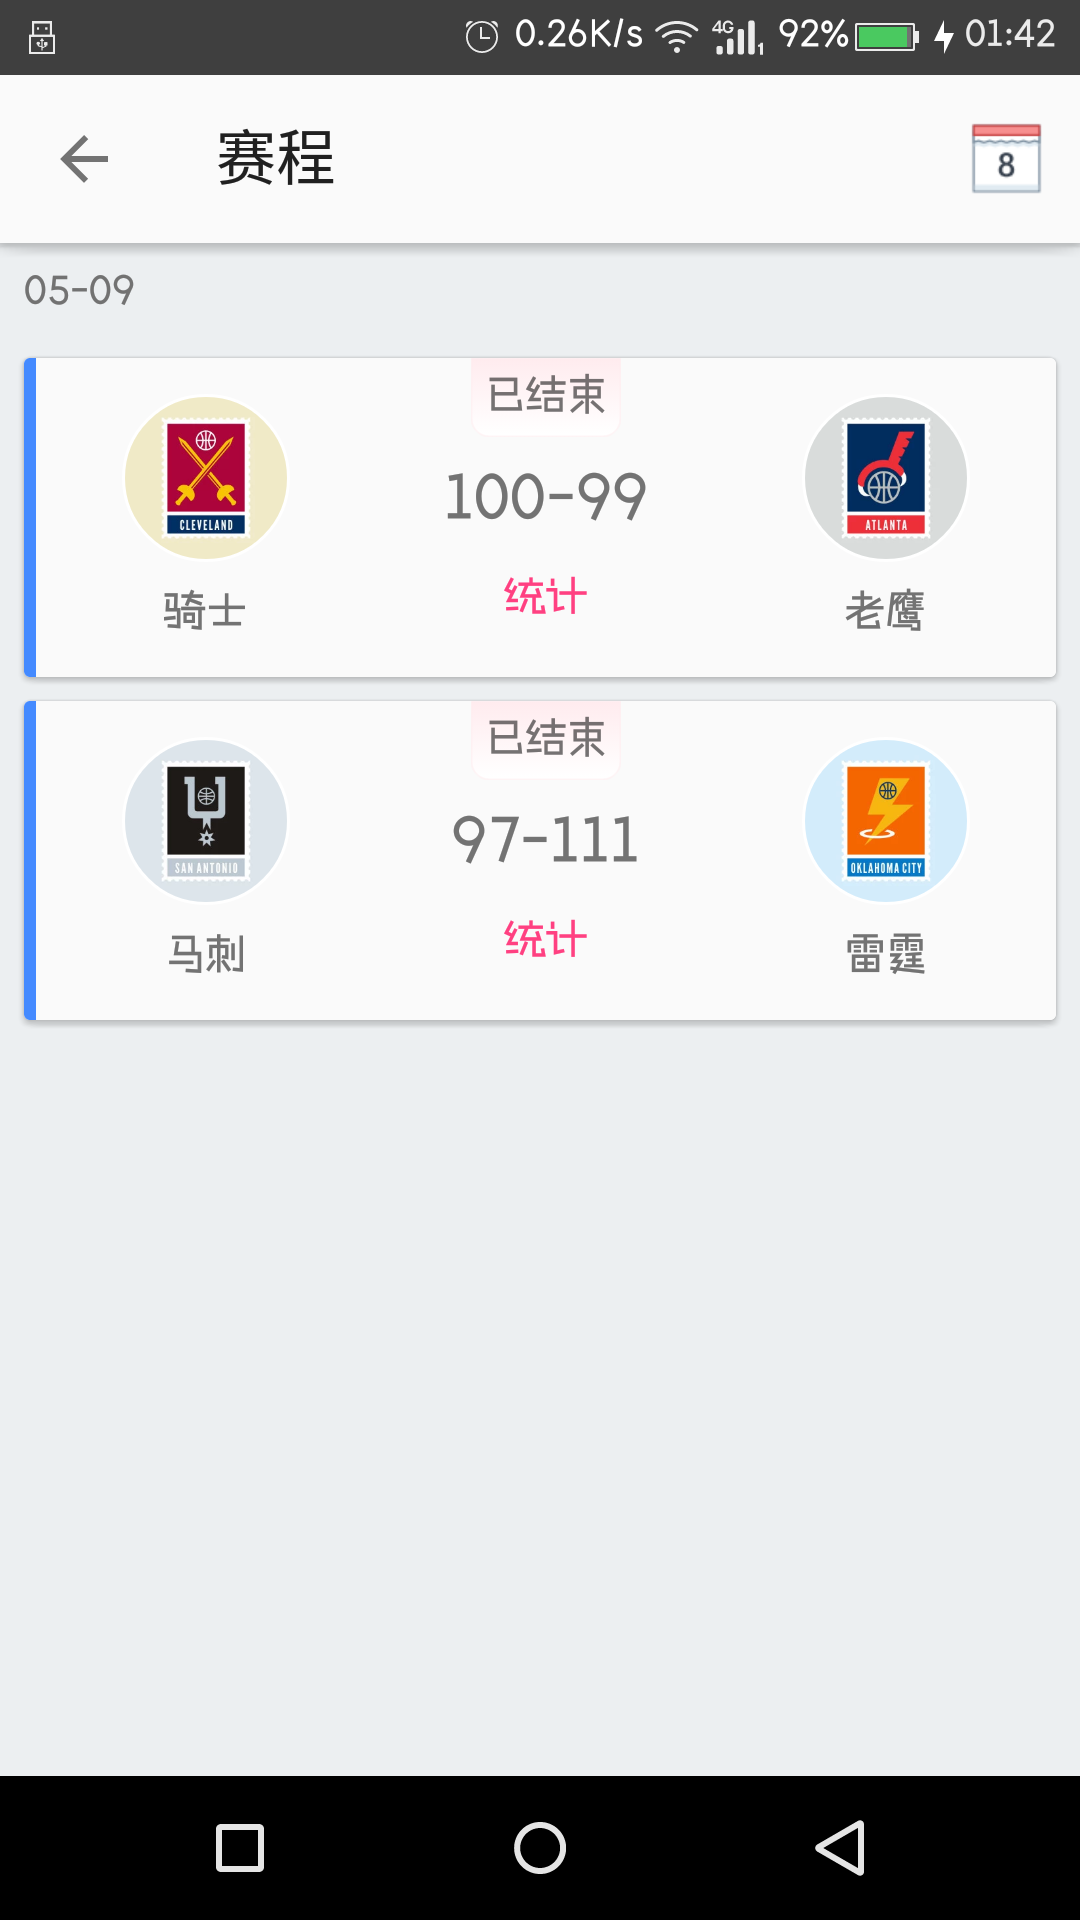 0.26K/s 4G 1 92% 01:42
赛程
8
05-09
已结束
100-99
CLEVELAND
ATLANTA
统计
骑士
老鹰
已结束
97-111
SAN ANTONIO
OKLAHOMA CITY
统计
马刺
雷霆